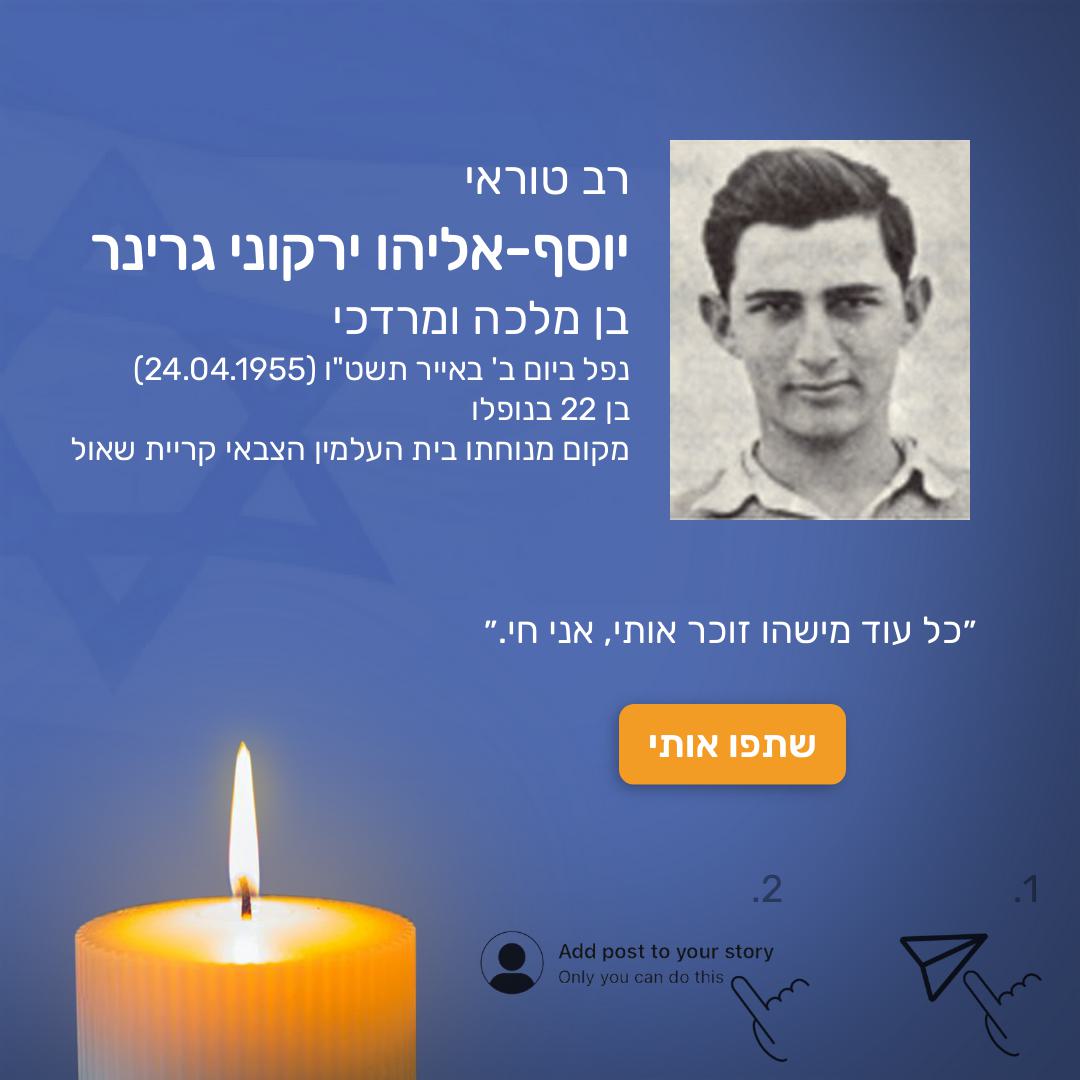 רב טוראי
יוסף-אליהו ירקוני גרינר
בן מלכה ומרדכי
נפל ביום ב' באייר תשט"ו (24.04.1955)
בן 22 בנופלו
מקום מנוחתו בית העלמין הצבאי קריית שאול
״כל עוד מישהו זוכר אותי, אני חי.״
שתפו אותי
.1
.2
Add post to your story
Only you can do this